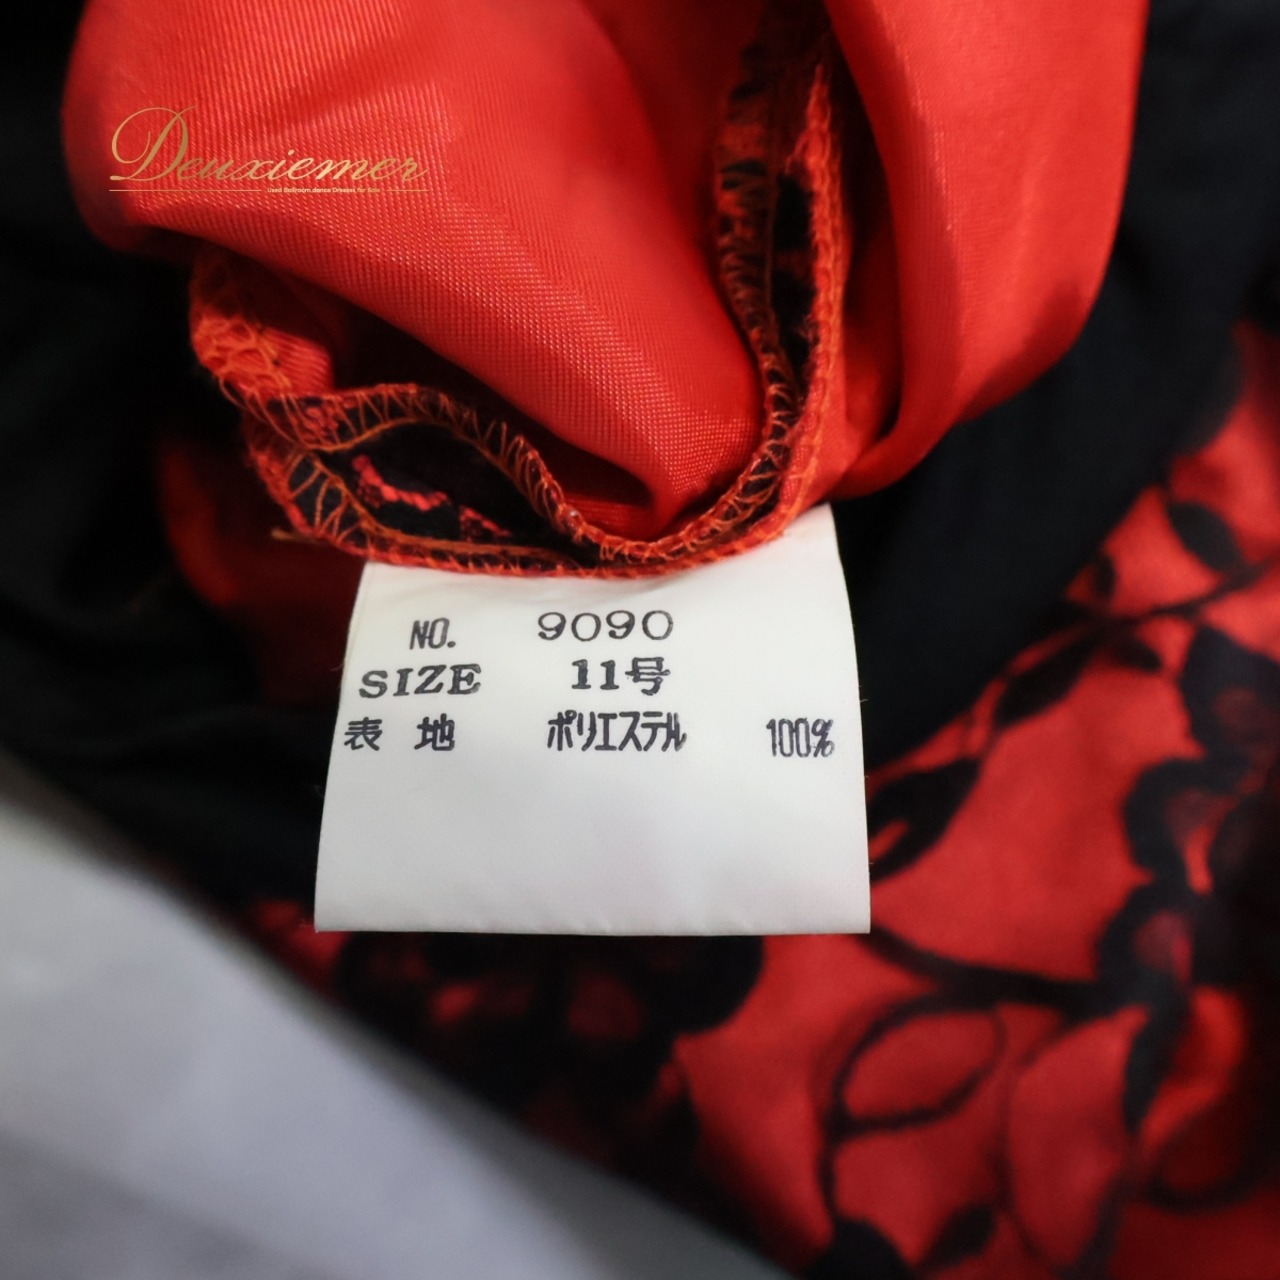 Deuxiemer
Used Ballroom dance Dresses for Sale
NO. 9090
SIZE 11号
表地 ポリエステル 100%